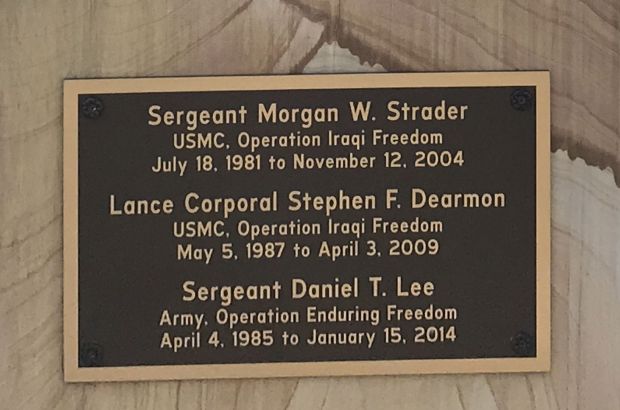 Sergeant Morgan W. Strader
USMC, Operation Iraqi Freedom
July 18, 1981 to November 12, 2004
Lance Corporal Stephen F. Dearmon
USMC, Operation Iraqi Freedom
May 5, 1987 to April 3, 2009
Sergeant Daniel T. Lee
Army, Operation Enduring Freedom
April 4, 1985 to January 15, 2014